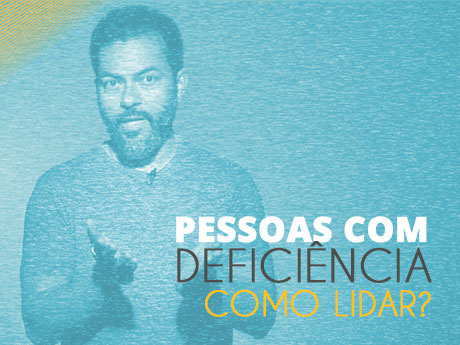 PESSOAS COM
DEFICIÊNCIA
COMO LIDAR?